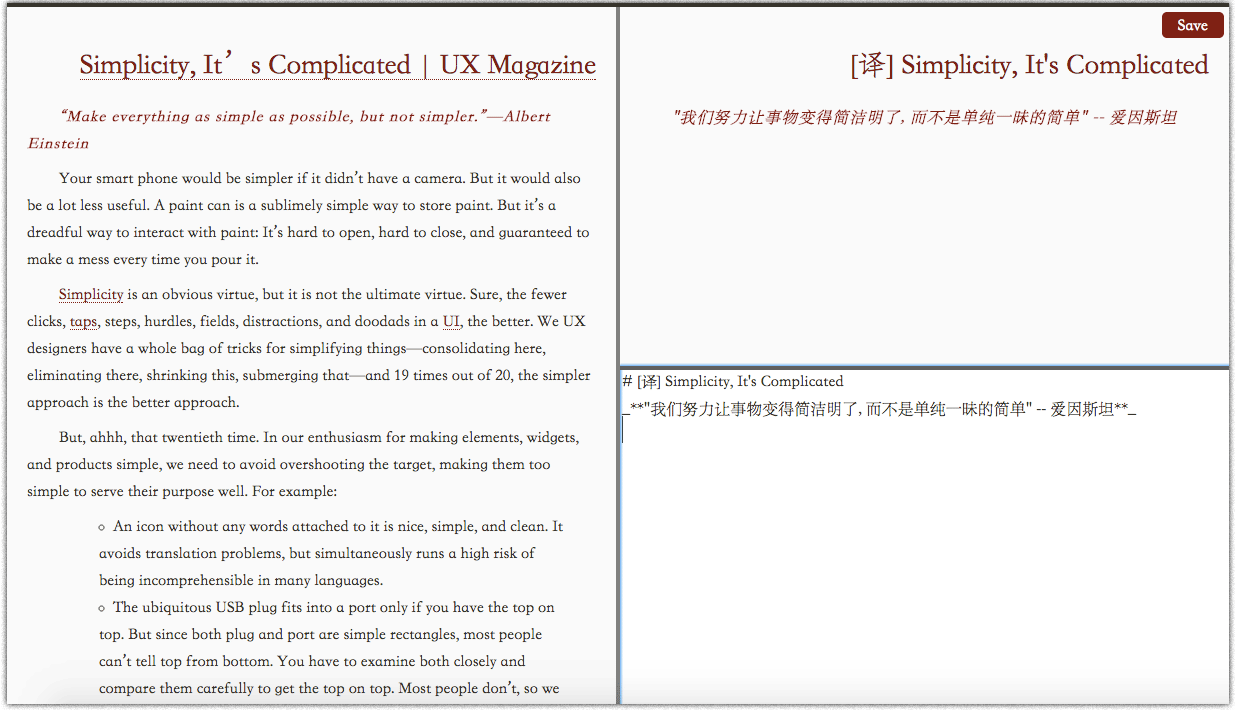 Simplicity, It’s Complicated | UX Magazine
“Make everything as simple as possible, but not simpler.”—Albert
Einstein
Your smart phone would be simpler if it didn’t have a camera. But it would also
be a lot less useful. A paint can is a sublimely simple way to store paint. But it’s a
dreadful way to interact with paint: It’s hard to open, hard to close, and guaranteed to
make a mess every time you pour it.
Simplicity is an obvious virtue, but it is not the ultimate virtue. Sure, the fewer
clicks, taps, steps, hurdles, fields, distractions, and doodads in a UI, the better. We UX
designers have a whole bag of tricks for simplifying things—consolidating here,
eliminating there, shrinking this, submerging that—and 19 times out of 20, the simpler
approach is the better approach.
But, ahhh, that twentieth time. In our enthusiasm for making elements, widgets,
and products simple, we need to avoid overshooting the target, making them too
simple to serve their purpose well. For example:
An icon without any words attached to it is nice, simple, and clean. It
avoids translation problems, but simultaneously runs a high risk of
being incomprehensible in many languages.
The ubiquitous USB plug fits into a port only if you have the top on
top. But since both plug and port are simple rectangles, most people
can’t tell top from bottom. You have to examine both closely and
compare them carefully to get the top on top. Most people don’t, so we
Save
[译] Simplicity, It's Complicated
"我们努力让事物变得简洁明了, 而不是单纯一昧的简单" -- 爱因斯坦
# [译] Simplicity, It's Complicated
_**"我们努力让事物变得简洁明了, 而不是单纯一昧的简单" -- 爱因斯坦**_